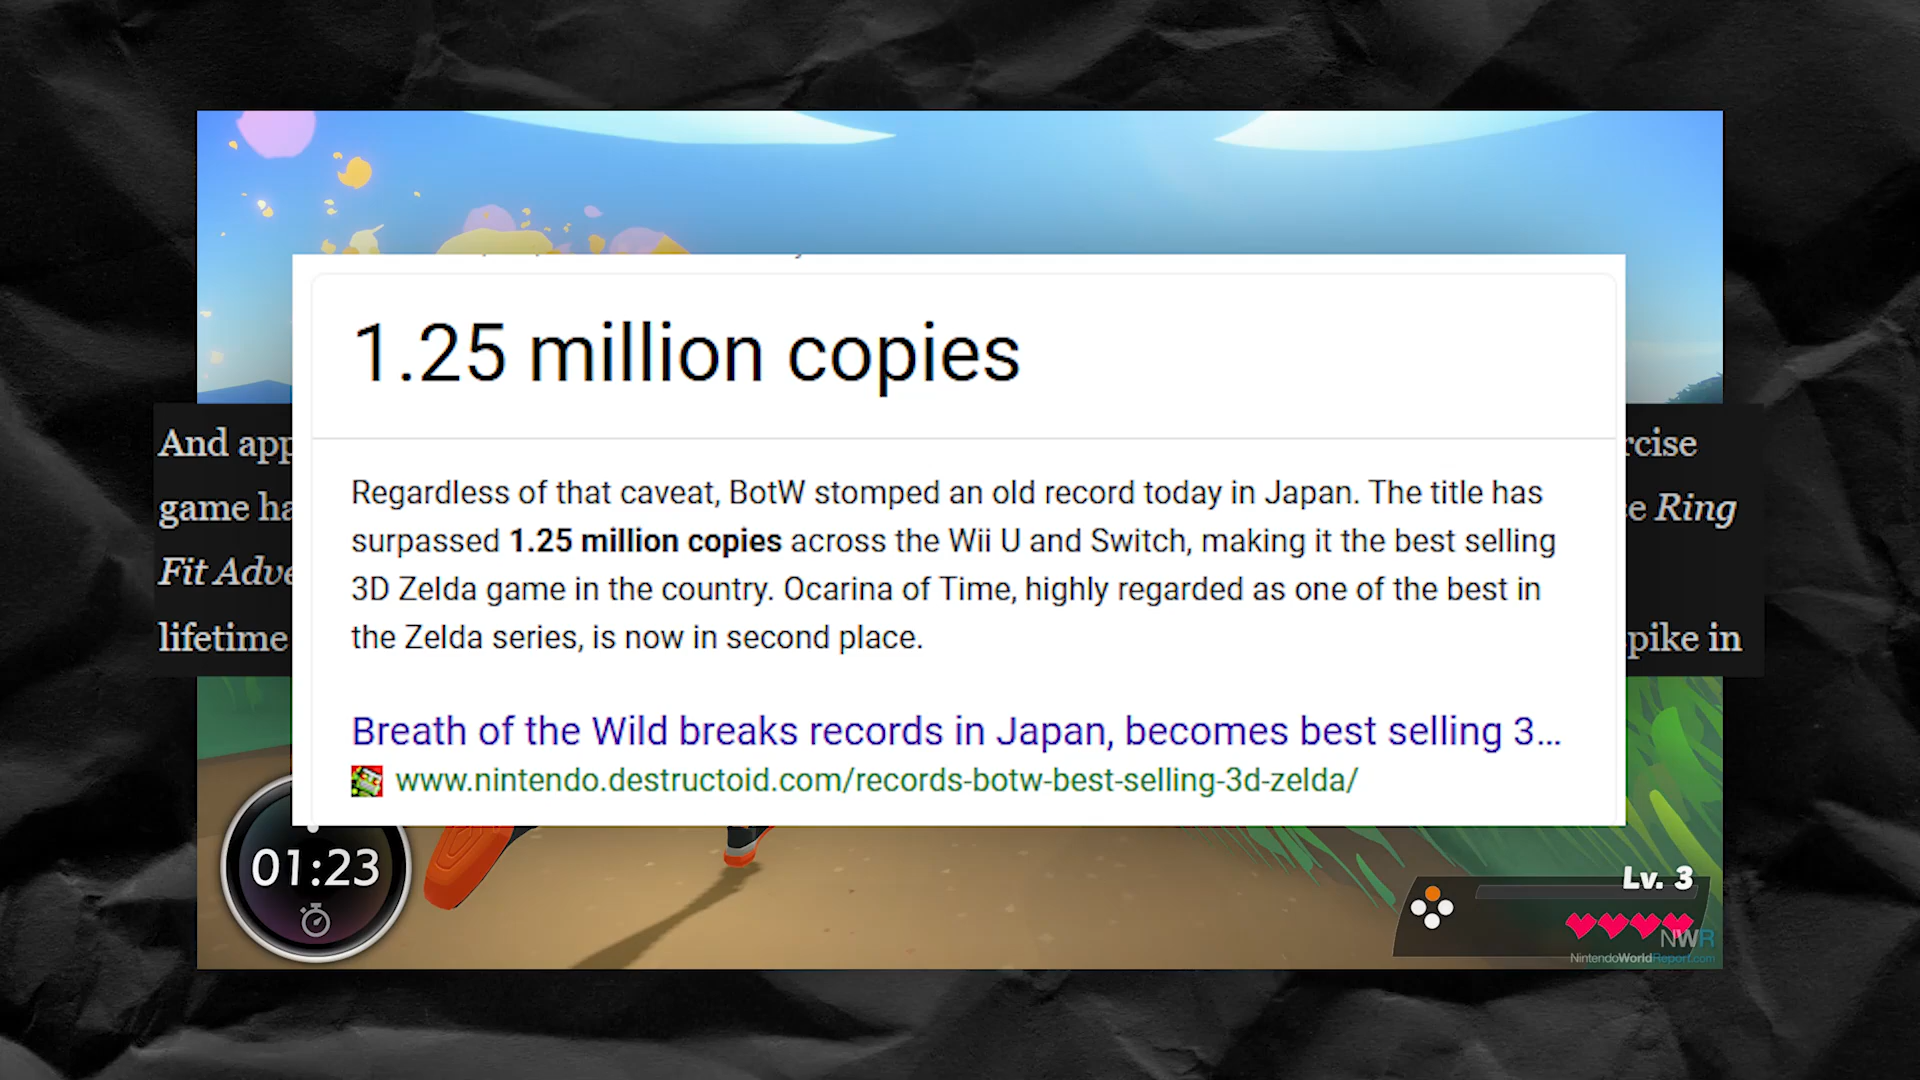 1.25 million copies
Regardless of that caveat, BotW stomped an old record today in Japan. The title has
surpassed 1.25 million copies across the Wii U and Switch, making it the best selling
3D Zelda game in the country. Ocarina of Time, highly regarded as one of the best in
the Zelda series, is now in second place.
Breath of the Wild breaks records in Japan, becomes best selling 3...
www.nintendo.destructoid.com/records-botw-best-selling-3d-zelda/
And app rcise
game ha e Ring
Fit Adve
lifetime pike in
01:23
Lv. 3
NWR
NintendoWorldReport.com